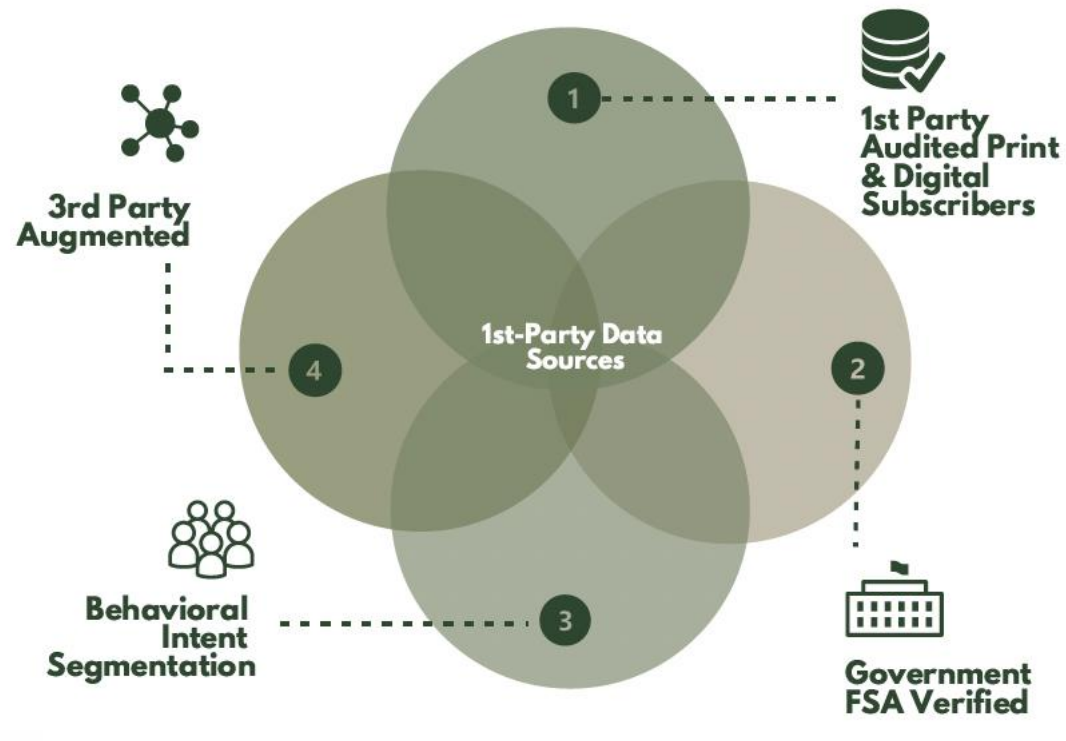 1
1st Party
Audited Print
& Digital
Subscribers
3rd Party
Augmented
1st-Party Data
Sources
4
2
Behavioral
Intent
Segmentation
3
Government
FSA Verified